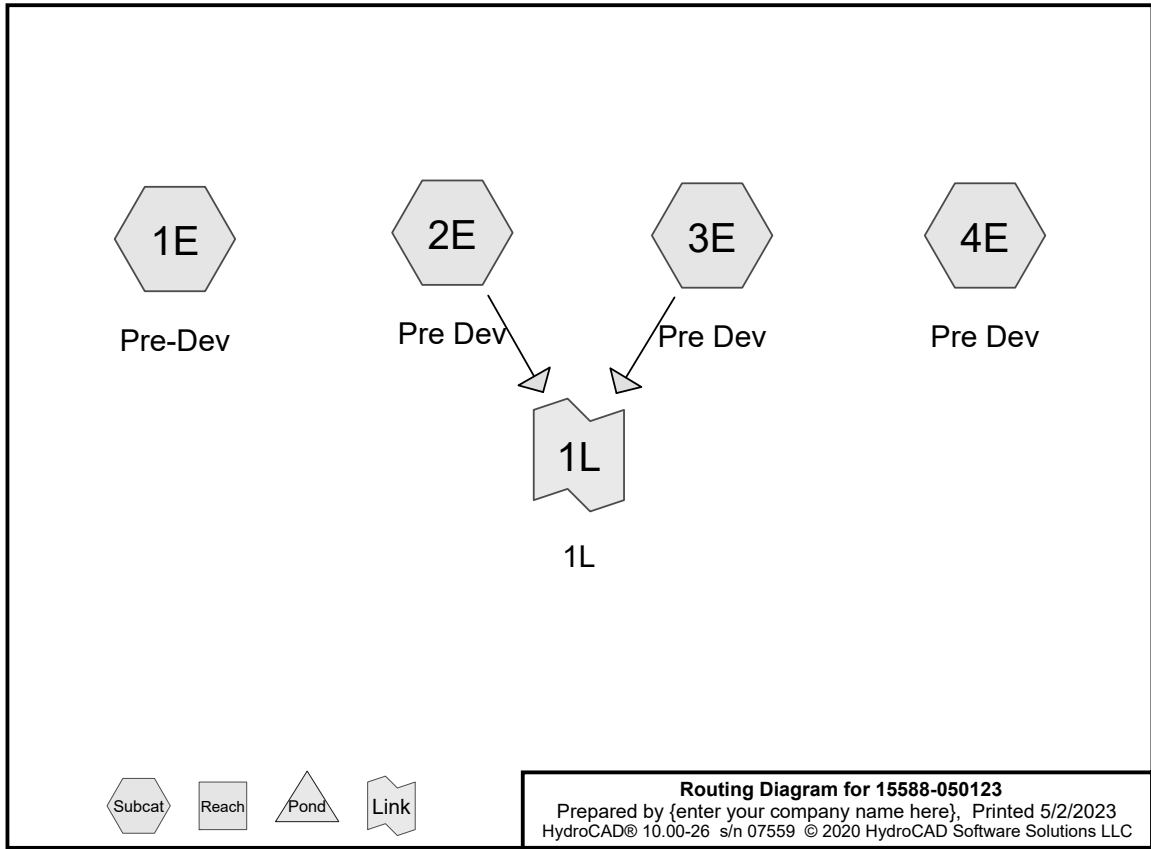 1E
2E
3E
4E
Pre-Dev
Pre Dev
Pre Dev
Pre Dev
1L
1L
Subcat
Reach
Pond
Link
Routing Diagram for 15588-050123
Prepared by {enter your company name here}, Printed 5/2/2023
HydroCAD® 10.00-26 s/n 07559 © 2020 HydroCAD Software Solutions LLC